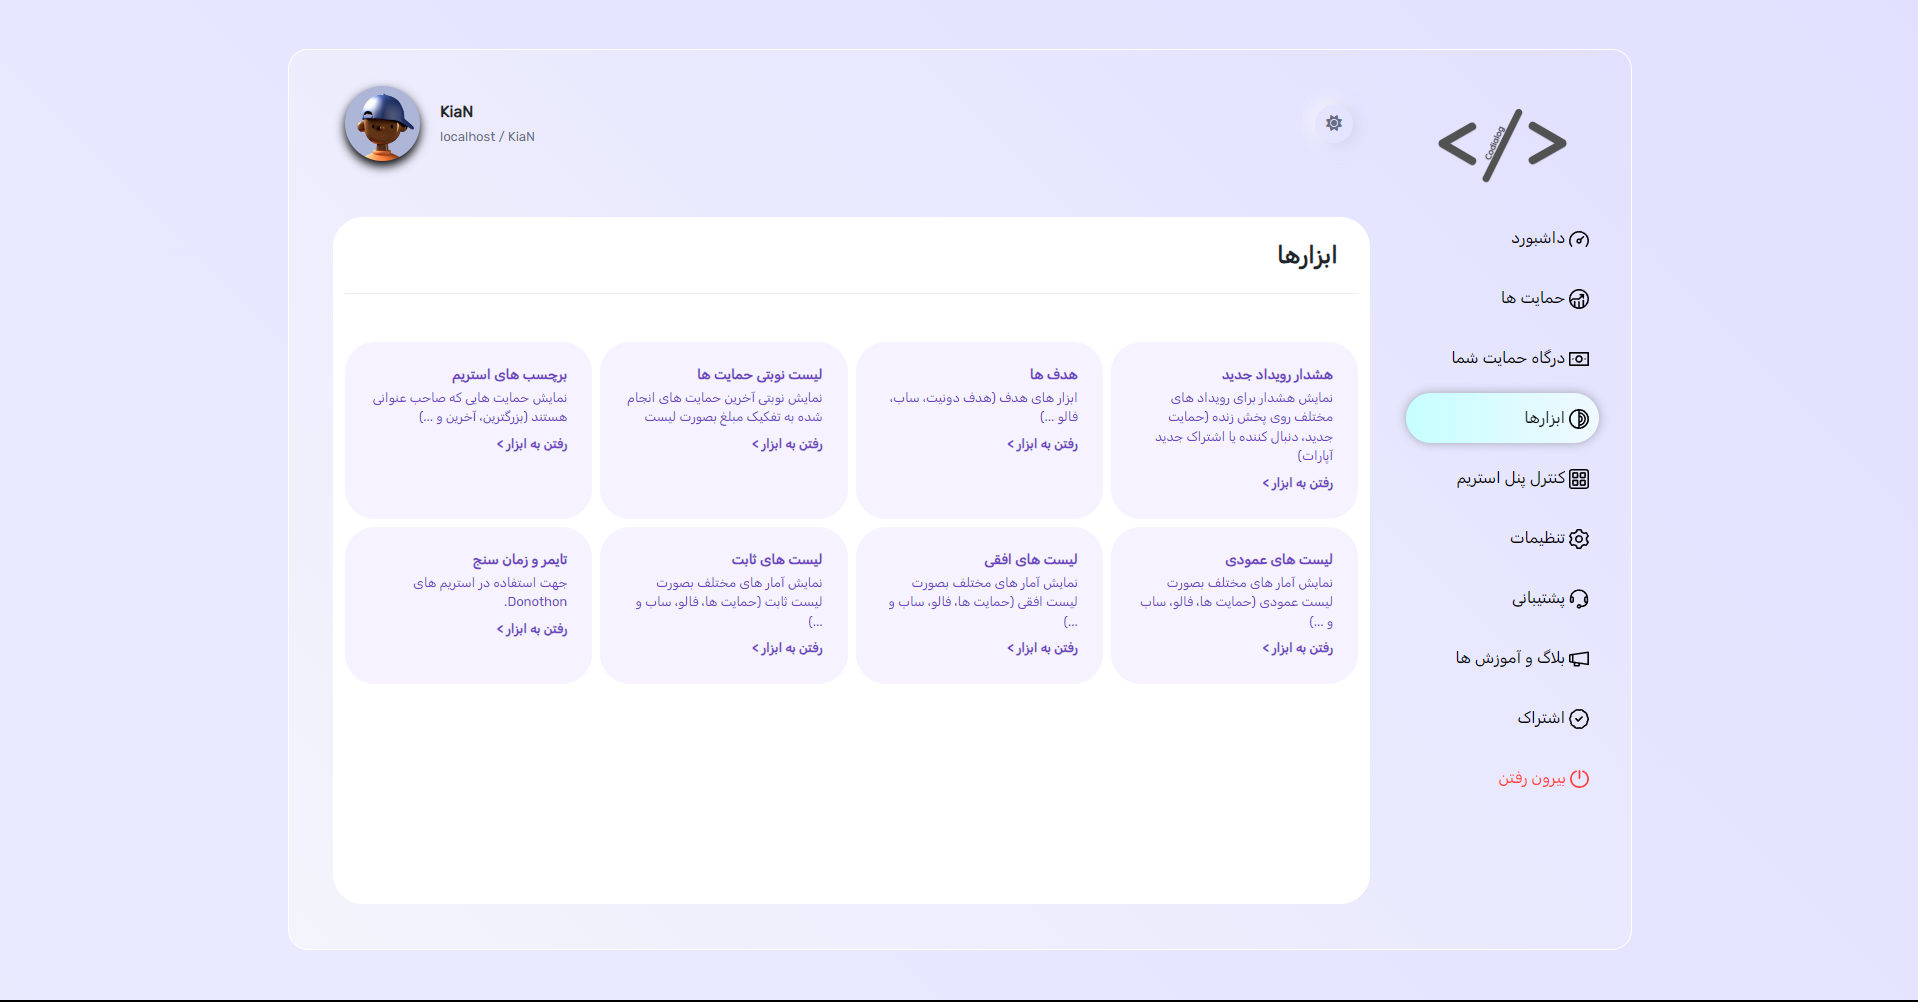 KiaN
localhost / KiaN
Codialog
داشبورد
حمایت ها
درگاه حمایت شما
ابزارها
کنترل پنل استریم
تنظیمات
پشتیبانی
بلاگ و آموزش ها
اشتراک
بیرون رفتن
ابزارها
هشدار رویداد جدید
نمایش هشدار برای رویداد های
مختلف روی پخش زنده (حمایت
جدید، دنبال کننده یا اشتراک جدید
آپارات)
رفتن به ابزار >
هدف ها
ابزار های هدف (هدف دونیت، ساب،
فالو ...)
رفتن به ابزار >
لیست نوبتی حمایت ها
نمایش نوبتی آخرین حمایت های انجام
شده به تفکیک مبلغ بصورت لیست
رفتن به ابزار >
برچسب های استریم
نمایش حمایت هایی که صاحب عنوانی
هستند (بزرگترین، آخرین و ...)
رفتن به ابزار >
لیست های عمودی
نمایش آمار های مختلف بصورت
لیست عمودی (حمایت ها، فالو، ساب
و ...)
رفتن به ابزار >
لیست های افقی
نمایش آمار های مختلف بصورت
لیست افقی (حمایت ها، فالو، ساب و
...)
رفتن به ابزار >
لیست های ثابت
نمایش آمار های مختلف بصورت
لیست ثابت (حمایت ها، فالو، ساب و
...)
رفتن به ابزار >
تایمر و زمان سنج
جهت استفاده در استریم های
Donothon.
رفتن به ابزار >